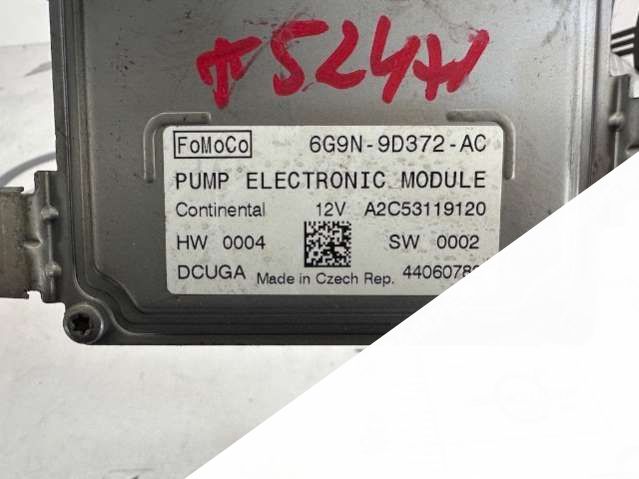 T52471
FoMoCo 6G9N-9D372-AC
PUMP ELECTRONIC MODULE
Continental 12V A2C53119120
HW 0004 SW 0002
DCUGA Made in Czech Rep.